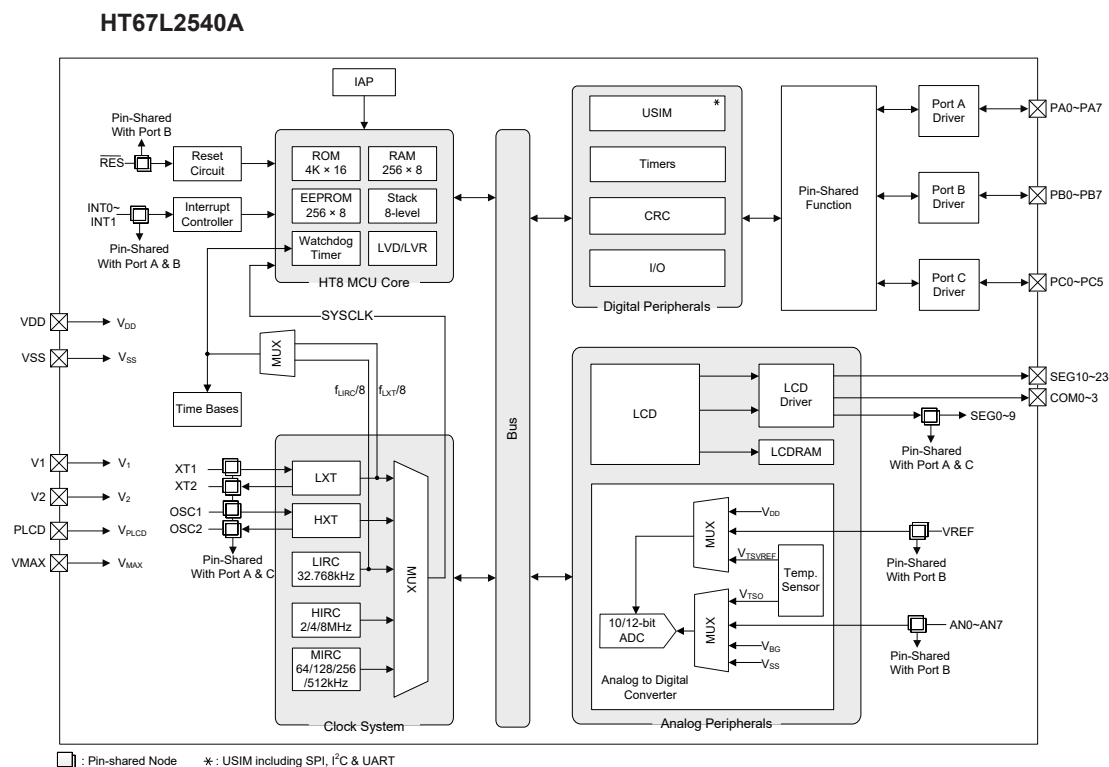 HT67L2540A
IAP
Pin-Shared
With Port B
RES
Reset
Circuit
INT0~
INT1
Interrupt
Controller
Pin-Shared
With Port A & B
ROM
4K × 16
RAM
256 × 8
EEPROM
256 × 8
Stack
8-level
Watchdog
Timer
LVD/LVR
HT8 MCU Core
SYSCLK
MUX
fLIRC/8
fLXT/8
Time Bases
VDD
VDD
VSS
VSS
V1
V1
V2
V2
PLCD
VPLCD
VMAX
VMAX
XT1
XT2
OSC1
OSC2
Pin-Shared
With Port A & C
LXT
HXT
LIRC
32.768kHz
HIRC
2/4/8MHz
MIRC
64/128/256
/512kHz
MUX
Clock System
Bus
USIM
*
Timers
CRC
I/O
Digital Peripherals
Pin-Shared
Function
Port A
Driver
PA0~PA7
Port B
Driver
PB0~PB7
Port C
Driver
PC0~PC5
LCD
LCD
Driver
LCDRAM
SEG10~23
COM0~3
SEG0~9
Pin-Shared
With Port A & C
MUX
VDD
VREF
Pin-Shared
With Port B
VTSVREF
Temp.
Sensor
VTSO
10/12-bit
ADC
MUX
AN0~AN7
Pin-Shared
With Port B
VBG
VSS
Analog to Digital
Converter
Analog Peripherals
: Pin-shared Node
* : USIM including SPI, I²C & UART